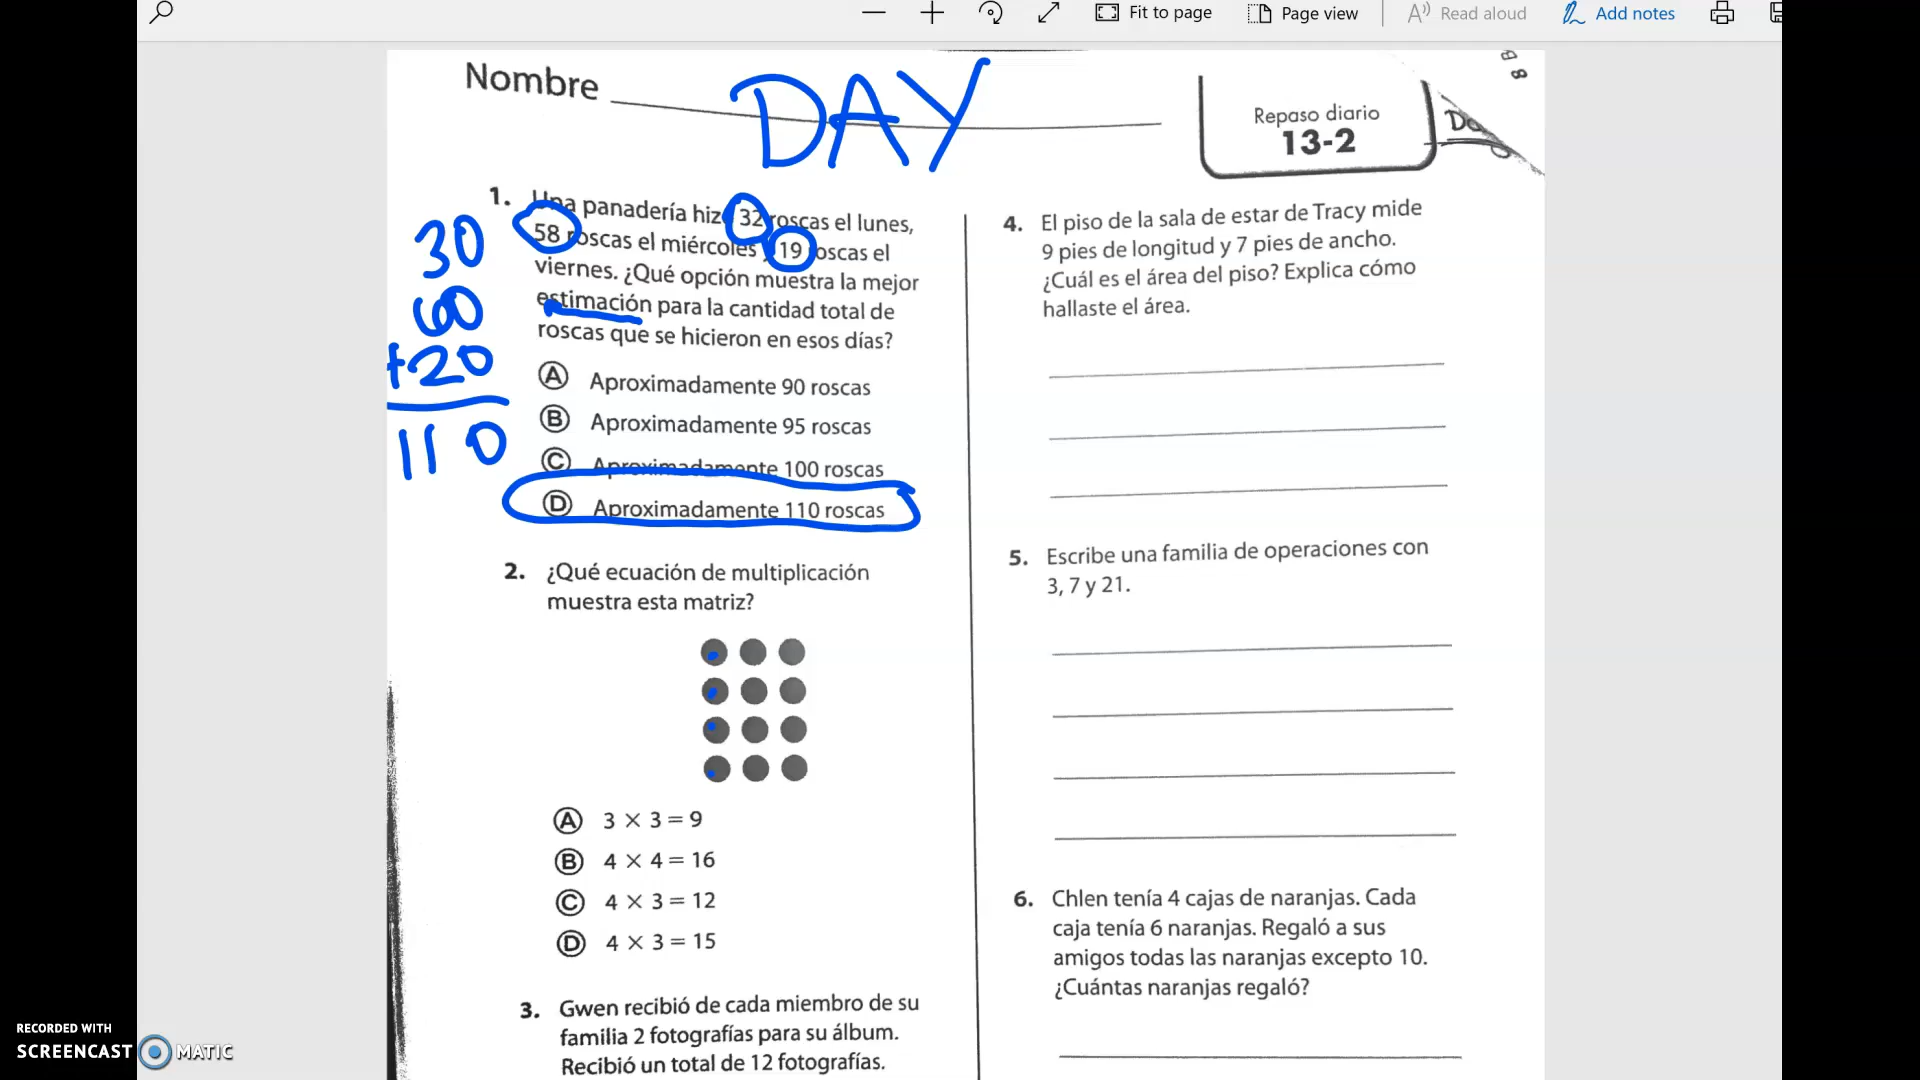 Fit to page
Page view
Read aloud
Add notes
Nombre
DAY
Repaso diario
13-2
30
60
+20
110
1. Una panadería hizo 32 roscas el lunes,
58 roscas el miércoles y 19 roscas el
viernes. ¿Qué opción muestra la mejor
estimación para la cantidad total de
roscas que se hicieron en esos días?
A Aproximadamente 90 roscas
B Aproximadamente 95 roscas
C Aproximadamente 100 roscas
D Aproximadamente 110 roscas
2. ¿Qué ecuación de multiplicación
muestra esta matriz?
A 3 × 3 = 9
B 4 × 4 = 16
C 4 × 3 = 12
D 4 × 3 = 15
3. Gwen recibió de cada miembro de su
familia 2 fotografías para su álbum.
Recibió un total de 12 fotografías.
4. El piso de la sala de estar de Tracy mide
9 pies de longitud y 7 pies de ancho.
¿Cuál es el área del piso? Explica cómo
hallaste el área.
5. Escribe una familia de operaciones con
3, 7 y 21.
6. Chlen tenía 4 cajas de naranjas. Cada
caja tenía 6 naranjas. Regaló a sus
amigos todas las naranjas excepto 10.
¿Cuántas naranjas regaló?
RECORDED WITH
SCREENCAST MATIC